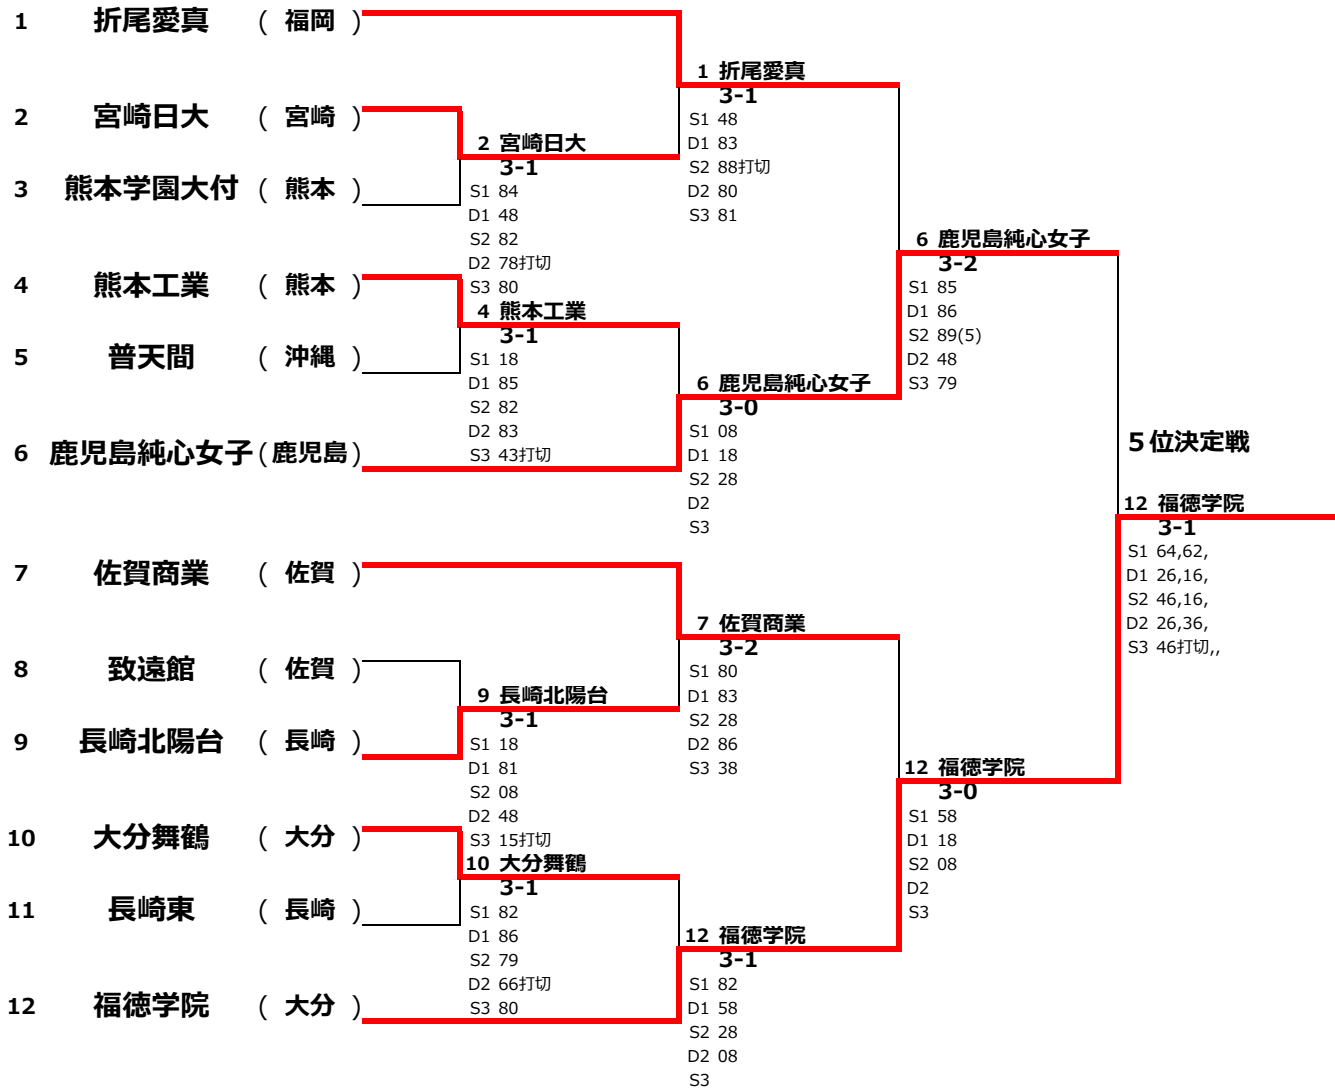 1 折尾愛真 ( 福岡 )
2 宮崎日大 ( 宮崎 )
3 熊本学園大付 ( 熊本 )
4 熊本工業 ( 熊本 )
5 普天間 ( 沖縄 )
6 鹿児島純心女子 ( 鹿児島 )
7 佐賀商業 ( 佐賀 )
8 致遠館 ( 佐賀 )
9 長崎北陽台 ( 長崎 )
10 大分舞鶴 ( 大分 )
11 長崎東 ( 長崎 )
12 福徳学院 ( 大分 )
2 宮崎日大
3-1
S1 84
D1 48
S2 82
D2 78打切
S3 80
4 熊本工業
3-1
S1 18
D1 85
S2 82
D2 83
S3 43打切
9 長崎北陽台
3-1
S1 18
D1 81
S2 08
D2 48
S3 15打切
10 大分舞鶴
3-1
S1 82
D1 86
S2 79
D2 66打切
S3 80
1 折尾愛真
3-1
S1 48
D1 83
S2 88打切
D2 80
S3 81
6 鹿児島純心女子
3-0
S1 08
D1 18
S2 28
D2
S3
7 佐賀商業
3-2
S1 80
D1 83
S2 28
D2 86
S3 38
12 福徳学院
3-1
S1 82
D1 58
S2 28
D2 08
S3
6 鹿児島純心女子
3-2
S1 85
D1 86
S2 89(5)
D2 48
S3 79
12 福徳学院
3-0
S1 58
D1 18
S2 08
D2
S3
5位決定戦
12 福徳学院
3-1
S1 64,62,
D1 26,16,
S2 46,16,
D2 26,36,
S3 46打切,,